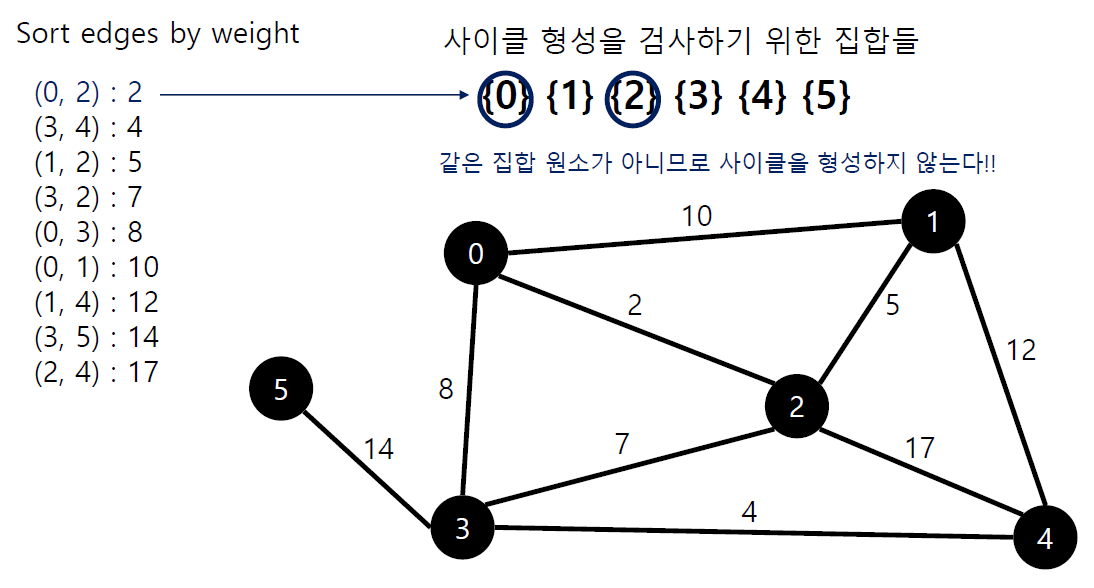 Sort edges by weight
(0, 2) : 2
(3, 4) : 4
(1, 2) : 5
(3, 2) : 7
(0, 3) : 8
(0, 1) : 10
(1, 4) : 12
(3, 5) : 14
(2, 4) : 17
사이클 형성을 검사하기 위한 집합들
{0} {1} {2} {3} {4} {5}
같은 집합 원소가 아니므로 사이클을 형성하지 않는다!!
10
1
0
2
5
12
8
5
2
7
17
14
4
3
4